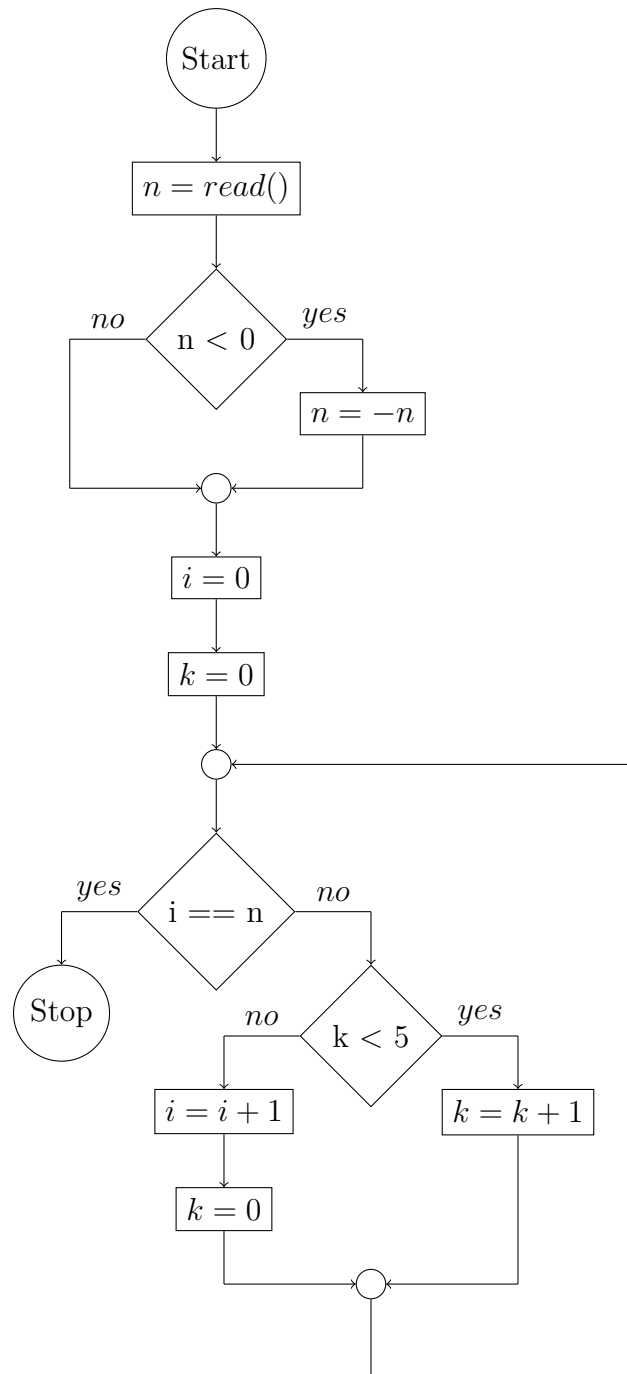 Start
n = read()
no
yes
n < 0
n = −n
i = 0
k = 0
yes
no
i == n
Stop
no
yes
k < 5
i = i + 1
k = k + 1
k = 0